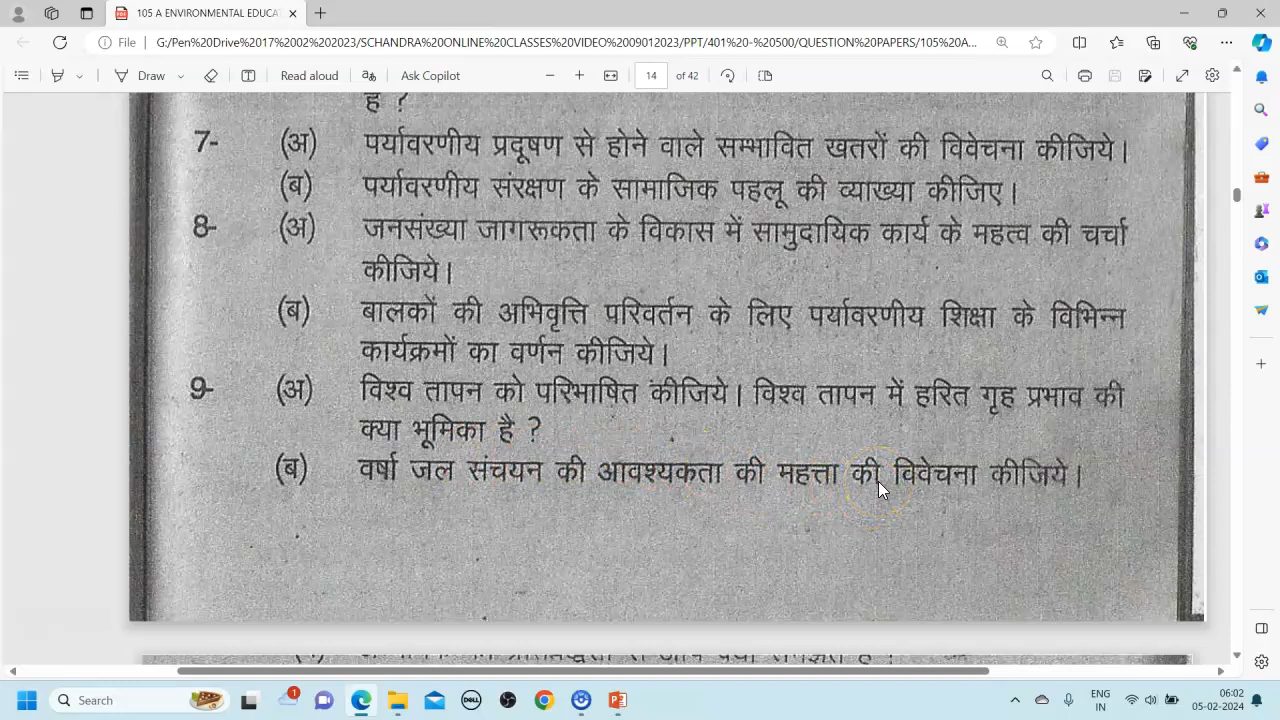 105 A ENVIRONMENTAL EDUCAT
File G:/Pen%20Drive%2017%2002%202023/SCHANDRA%20ONLINE%20CLASSES%20VIDEO%2009012023/PPT/401%20-%20500/QUESTION%20PAPERS/105%20A...
Draw Read aloud Ask Copilot 14 of 42
है ?
7- (अ) पर्यावरणीय प्रदूषण से होने वाले सम्भावित खतरों की विवेचना कीजिये।
(ब) पर्यावरणीय संरक्षण के सामाजिक पहलू की व्याख्या कीजिए।
8- (अ) जनसंख्या जागरूकता के विकास में सामुदायिक कार्य के महत्व की चर्चा
कीजिये।
(ब) बालकों की अभिवृत्ति परिवर्तन के लिए पर्यावरणीय शिक्षा के विभिन्न
कार्यक्रमों का वर्णन कीजिये।
9- (अ) विश्व तापन को परिभाषित कीजिये। विश्व तापन में हरित गृह प्रभाव की
क्या भूमिका है ?
(ब) वर्षा जल संचयन की आवश्यकता की महत्ता की विवेचना कीजिये।
Search 1 DELL ENG
IN
06:02
05-02-2024